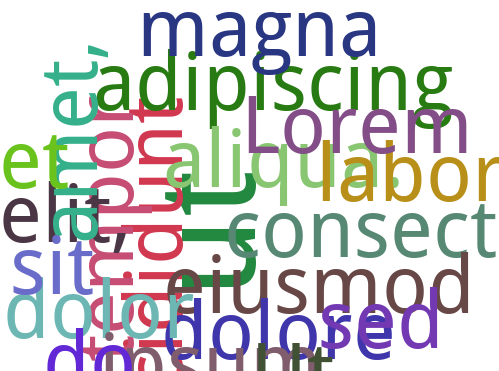 magna
adipiscing
amet,
Lorem
tempor
incididunt
aliqua.
labor
et
Ut
elit,
consect
sit
eiusmod
dolor
dolore
sed
do
ipsum
ut